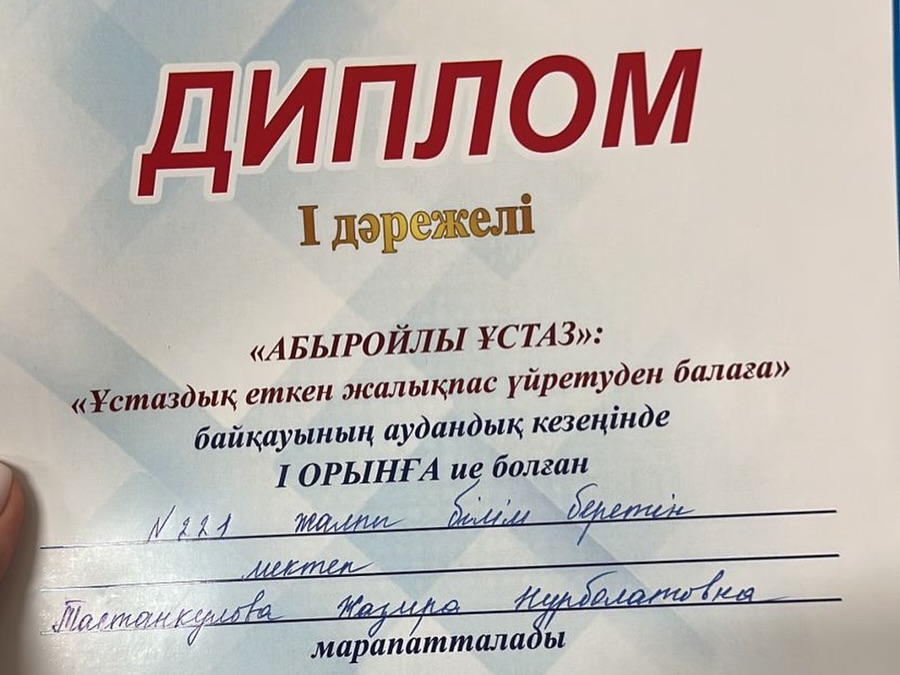 ДИПЛОМ
І дәрежелі
«АБЫРОЙЛЫ ҰСТАЗ»:
«Ұстаздық еткен жалықпас үйретуден балаға»
байқауының аудандық кезеңінде
І ОРЫНҒА ие болған
N 221 жалпы білім беретін
мектеп
Тастанкулова Жазира Нурболатовна
марапатталады